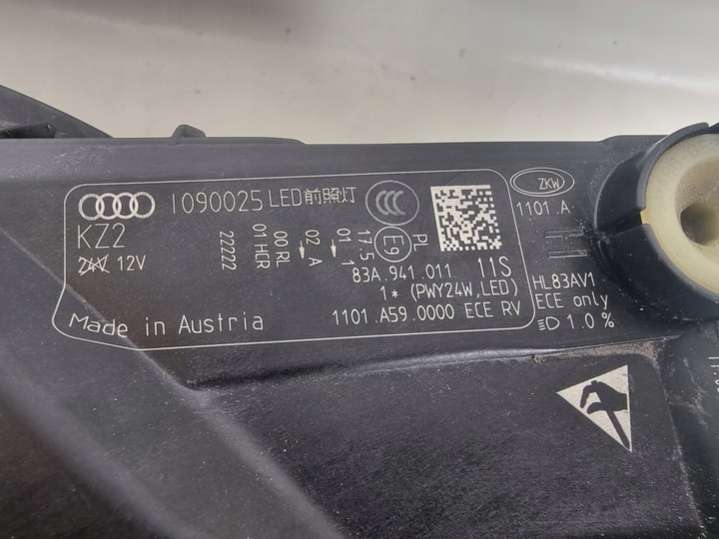 1090025 LED前照灯
KZ2
24V 12V
22222
01 HCR
00 RL
02 A
01 1
17.5
E9
PL
83A.941.011 IIS
1* (PWY24W,LED)
Made in Austria
1101.A59.0000 ECE RV
ZKW
1101.A
HL83AV1
ECE only
1.0 %